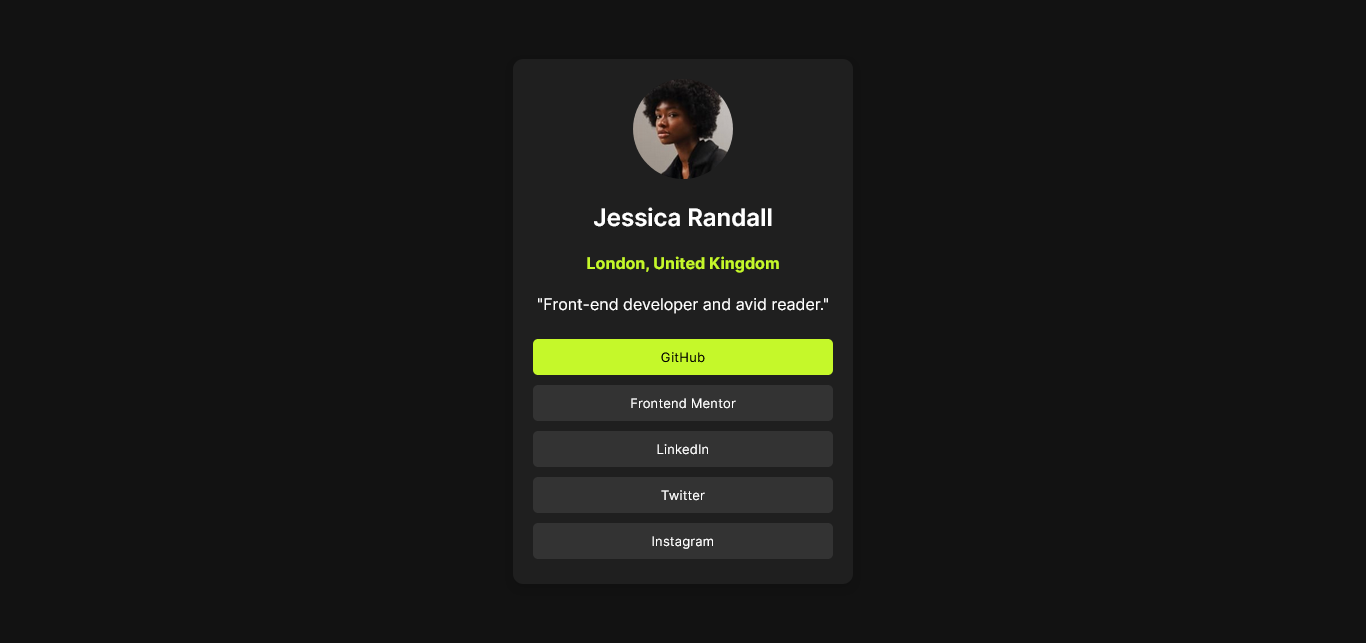 Jessica Randall
London, United Kingdom
"Front-end developer and avid reader."
GitHub
Frontend Mentor
LinkedIn
Twitter
Instagram